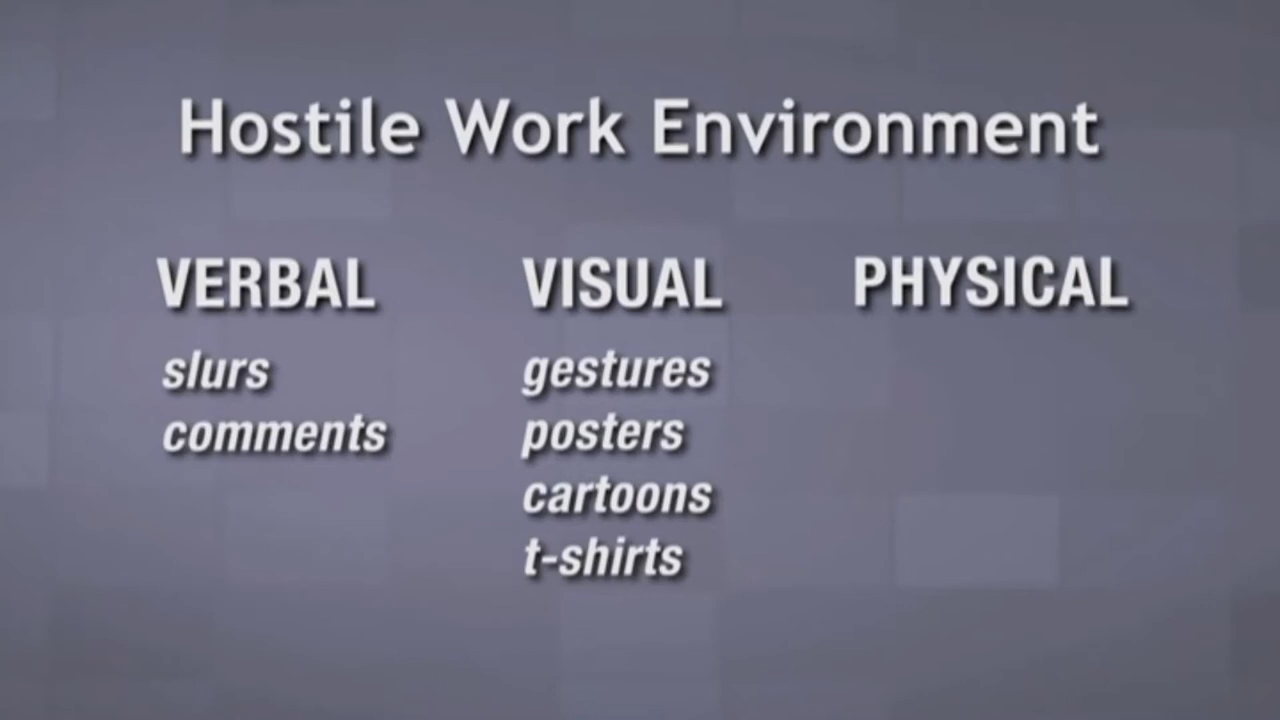 Hostile Work Environment
VERBAL
slurs
comments
VISUAL
gestures
posters
cartoons
t-shirts
PHYSICAL